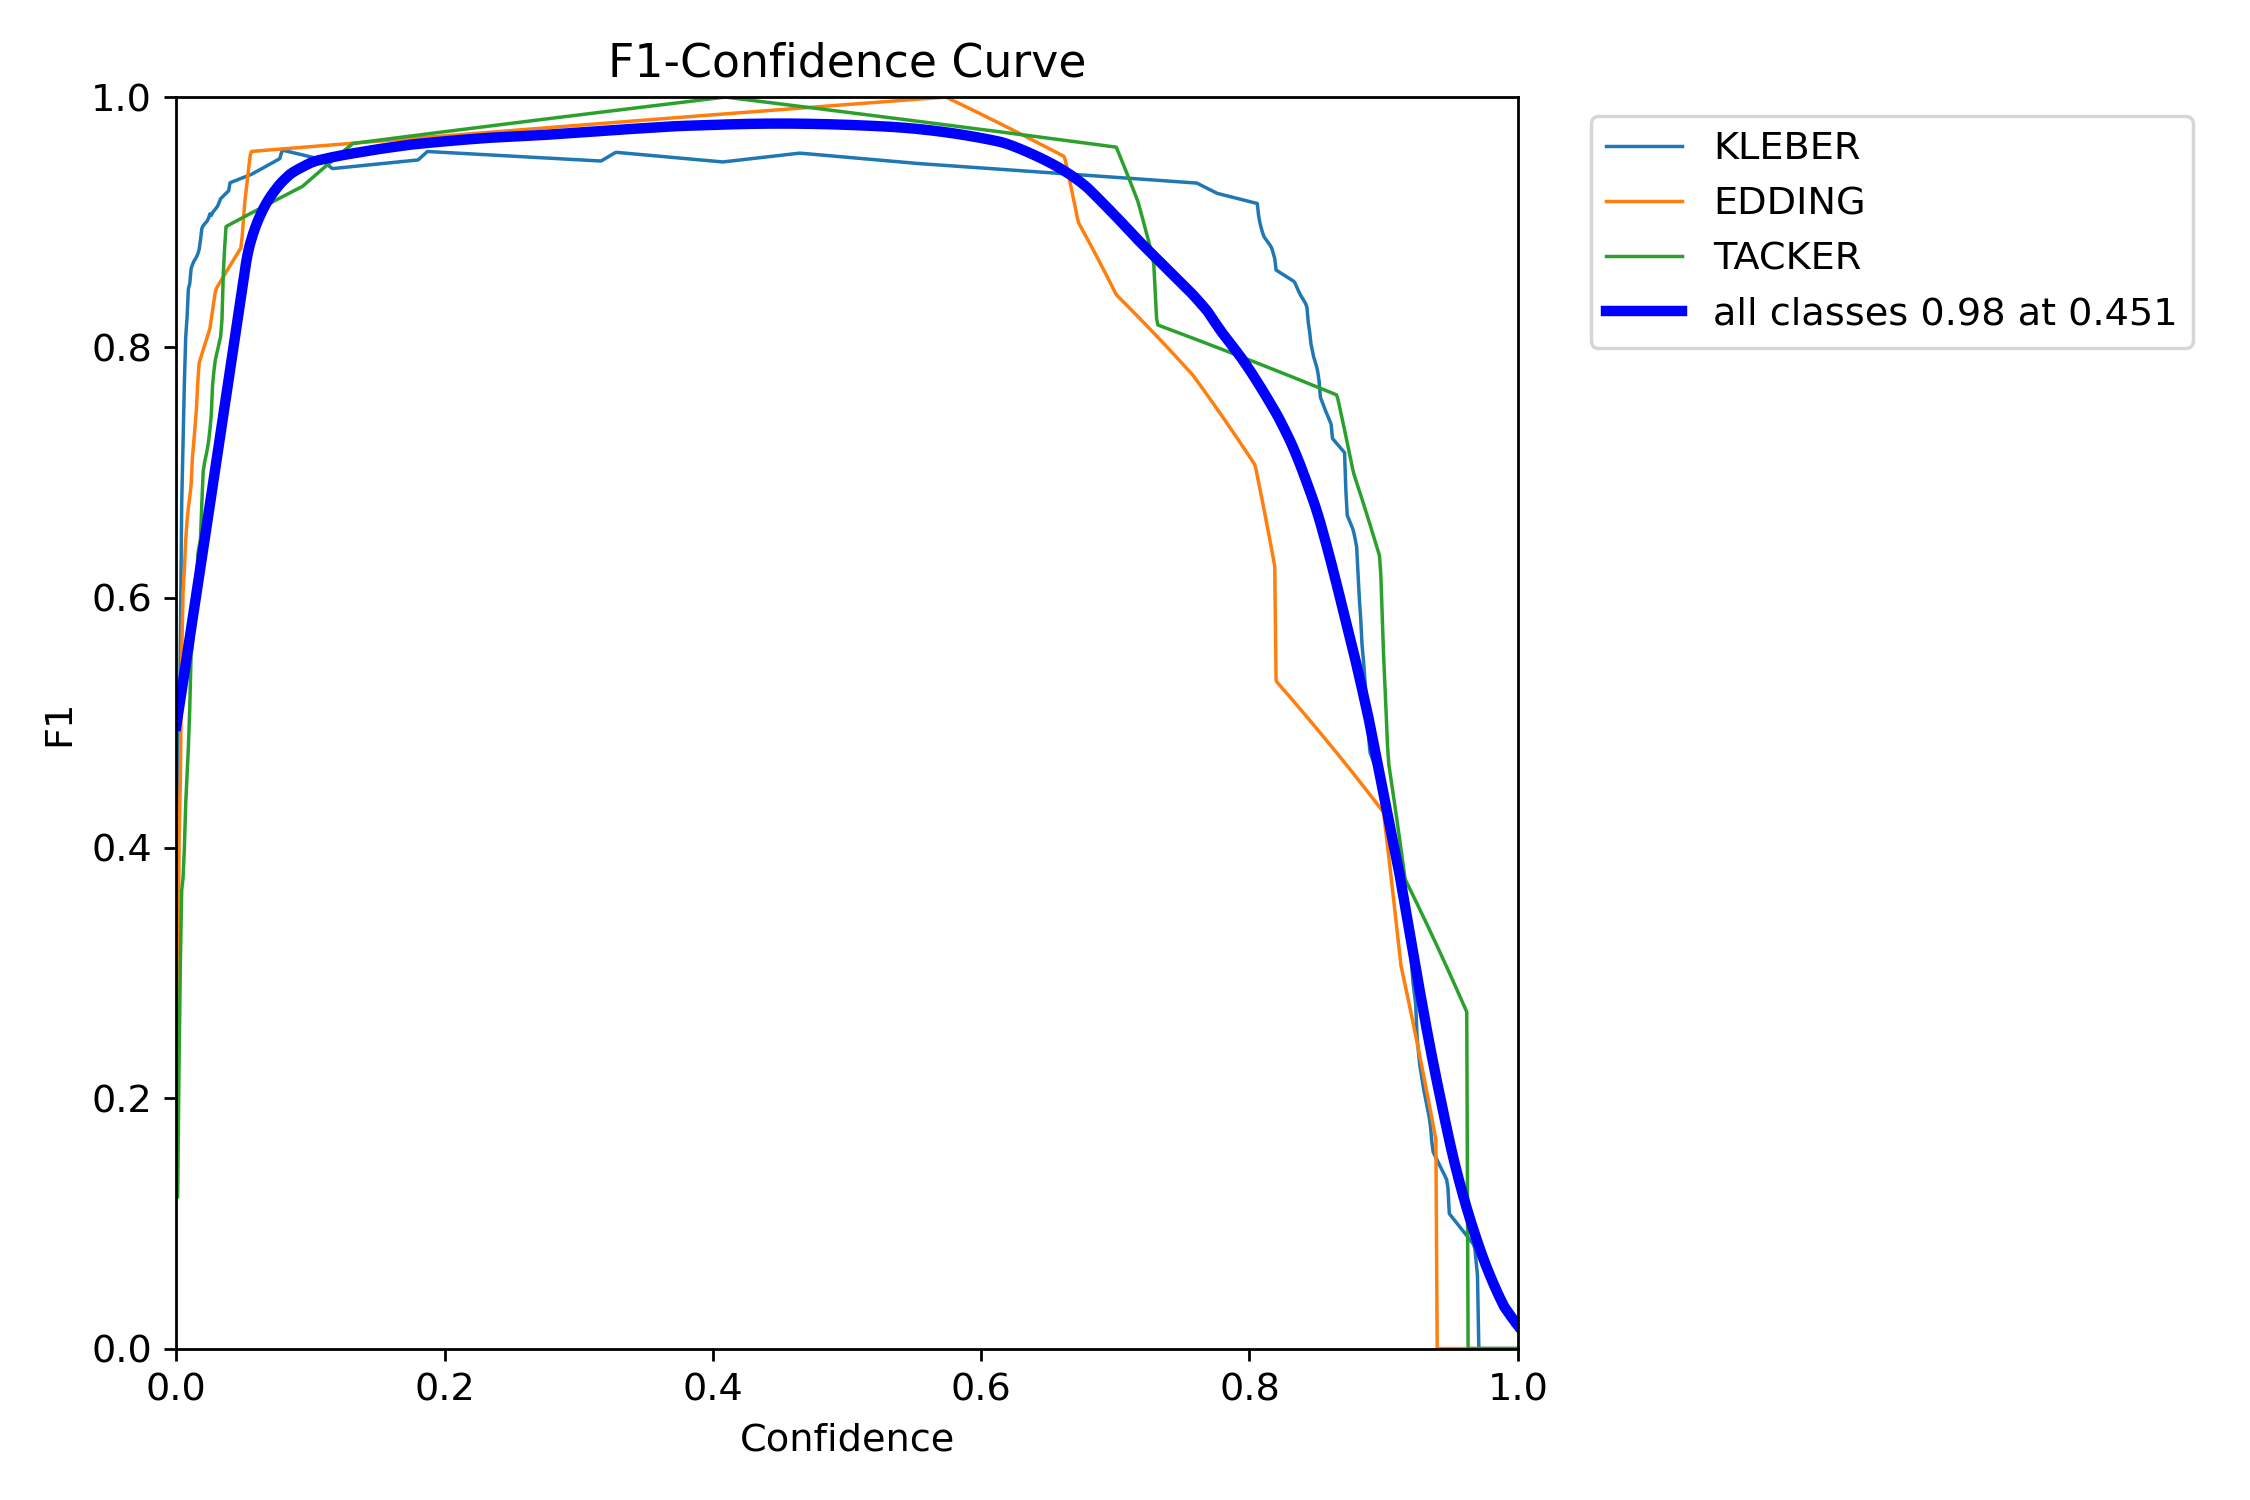 F1-Confidence Curve
1.0
0.8
0.6
0.4
0.2
0.0
F1
0.0 0.2 0.4 0.6 0.8 1.0
Confidence
KLEBER
EDDING
TACKER
all classes 0.98 at 0.451